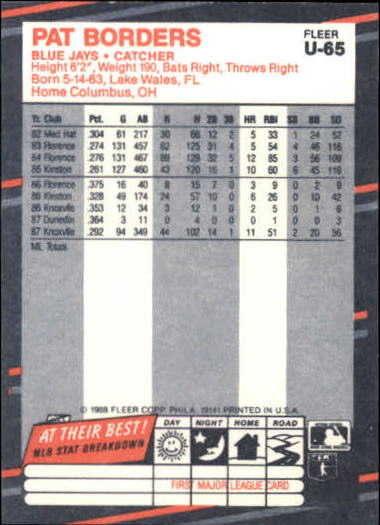 PAT BORDERS
FLEER
U-65
BLUE JAYS • CATCHER
Height 6'2", Weight 190, Bats Right, Throws Right
Born 5-14-63, Lake Wales, FL
Home Columbus, OH
Yr. Club Pct. G AB R H 2B 3B HR RBI SB BB SO
82 Med Hat .304 61 217 30 66 12 2 5 33 1 24 52
83 Florence .274 131 457 62 125 31 4 5 54 4 46 116
84 Florence .276 131 467 69 129 32 5 12 85 3 56 109
85 Kinston .261 127 460 43 120 16 1 10 60 6 45 116
86 Florence .375 16 40 8 15 7 0 3 9 0 2 9
86 Kinston .328 49 174 24 57 10 0 6 26 0 10 42
86 Knoxville .353 12 34 3 12 1 0 2 5 0 1 6
87 Dunedin .364 3 11 0 4 0 0 0 0 0 0 3
87 Knoxville .292 94 349 44 102 14 1 11 51 2 20 56
ML Totals
© 1988 FLEER CORP. PHILA. 19141 PRINTED IN U.S.A.
AT THEIR BEST!
MLB STAT BREAKDOWN
DAY NIGHT HOME ROAD
FIRST MAJOR LEAGUE CARD